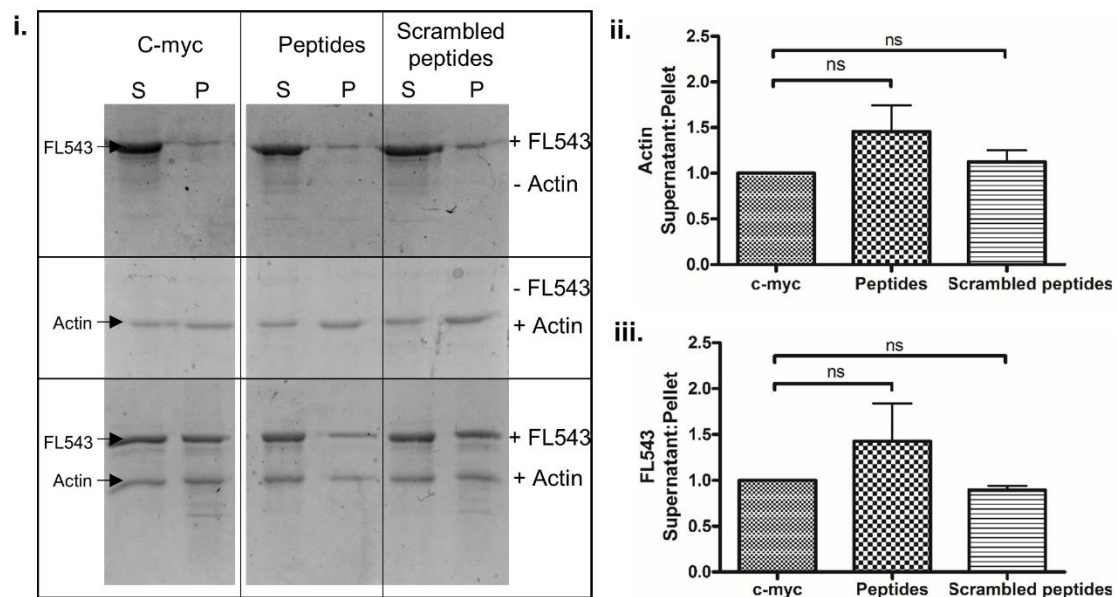 i.
C-myc
Peptides
Scrambled
peptides
S P S P S P
FL543
+ FL543
- Actin
- FL543
Actin
+ Actin
FL543
+ FL543
Actin
+ Actin
ii.
Actin
Supernatant:Pellet
2.5
2.0
1.5
1.0
0.5
0.0
ns
ns
c-myc Peptides Scrambled peptides
iii.
FL543
Supernatant:Pellet
2.5
2.0
1.5
1.0
0.5
0.0
ns
ns
c-myc Peptides Scrambled peptides